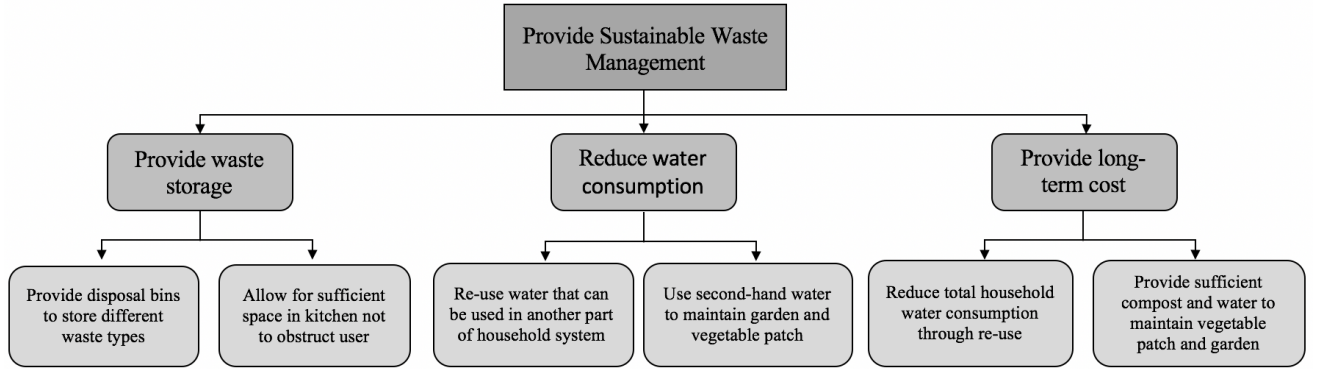 Provide Sustainable Waste
Management
Provide waste
storage
Reduce water
consumption
Provide long-
term cost
Provide disposal bins
to store different
waste types
Allow for sufficient
space in kitchen not
to obstruct user
Re-use water that can
be used in another part
of household system
Use second-hand water
to maintain garden and
vegetable patch
Reduce total household
water consumption
through re-use
Provide sufficient
compost and water to
maintain vegetable
patch and garden